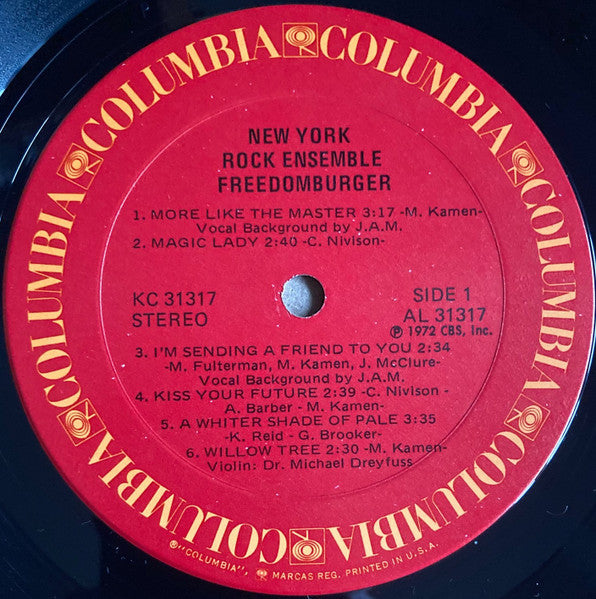 COLUMBIA COLUMBIA COLUMBIA COLUMBIA COLUMBIA COLUMBIA
NEW YORK
ROCK ENSEMBLE
FREEDOMBURGER
1. MORE LIKE THE MASTER 3:17 -M. Kamen-
Vocal Background by J.A.M.
2. MAGIC LADY 2:40 -C. Nivison-
KC 31317
STEREO
SIDE 1
AL 31317
℗ 1972 CBS, Inc.
3. I'M SENDING A FRIEND TO YOU 2:34
-M. Fulterman, M. Kamen, J. McClure-
Vocal Background by J.A.M.
4. KISS YOUR FUTURE 2:39 -C. Nivison -
A. Barber - M. Kamen-
5. A WHITER SHADE OF PALE 3:35
-K. Reid - G. Brooker-
6. WILLOW TREE 2:30 -M. Kamen-
Violin: Dr. Michael Dreyfuss
®"COLUMBIA", MARCAS REG. PRINTED IN U.S.A.